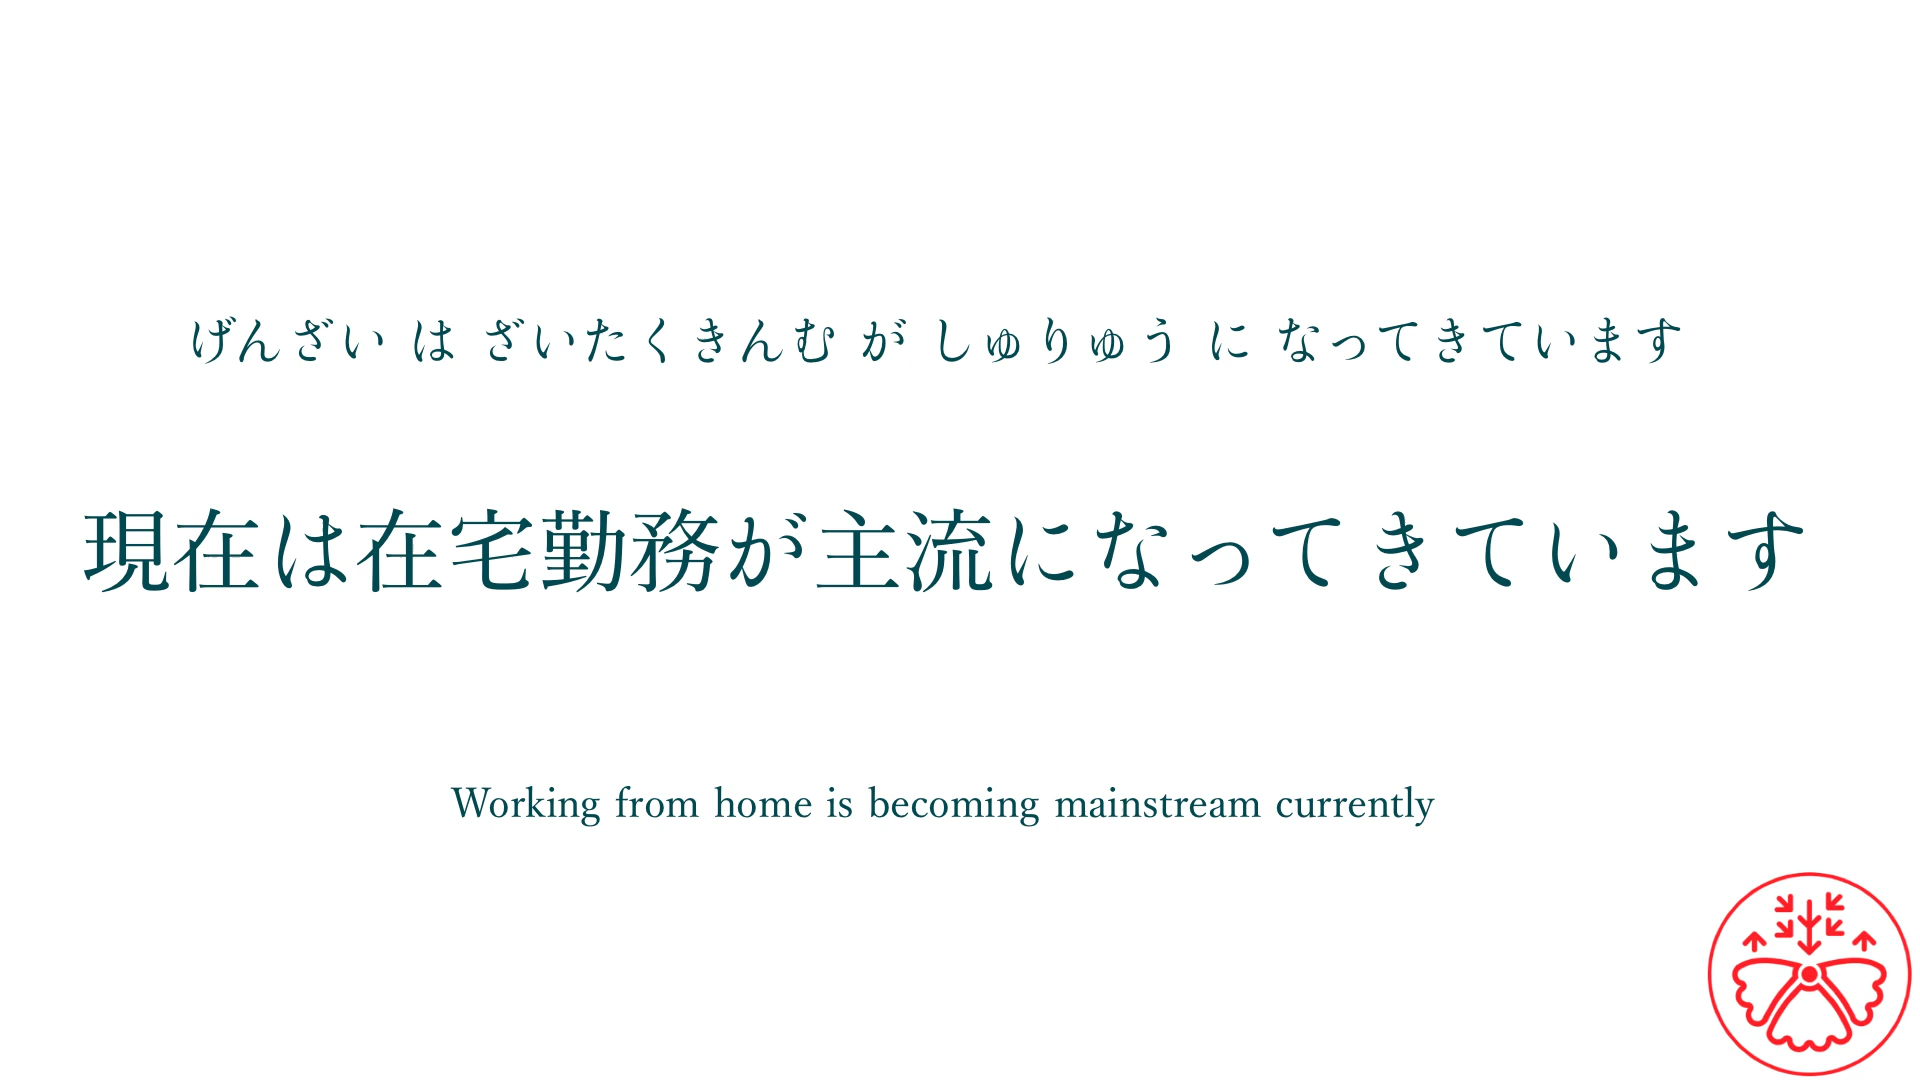 げんざい は ざいたくきんむ が しゅりゅう に なってきています
現在は在宅勤務が主流になってきています
Working from home is becoming mainstream currently